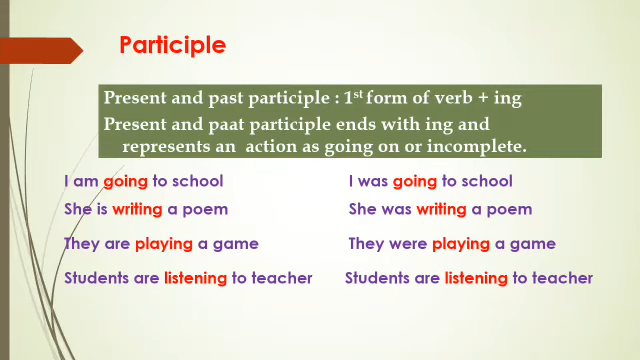 Participle
Present and past participle : 1st form of verb + ing
Present and paat participle ends with ing and
represents an action as going on or incomplete.
I am going to school
I was going to school
She is writing a poem
She was writing a poem
They are playing a game
They were playing a game
Students are listening to teacher
Students are listening to teacher